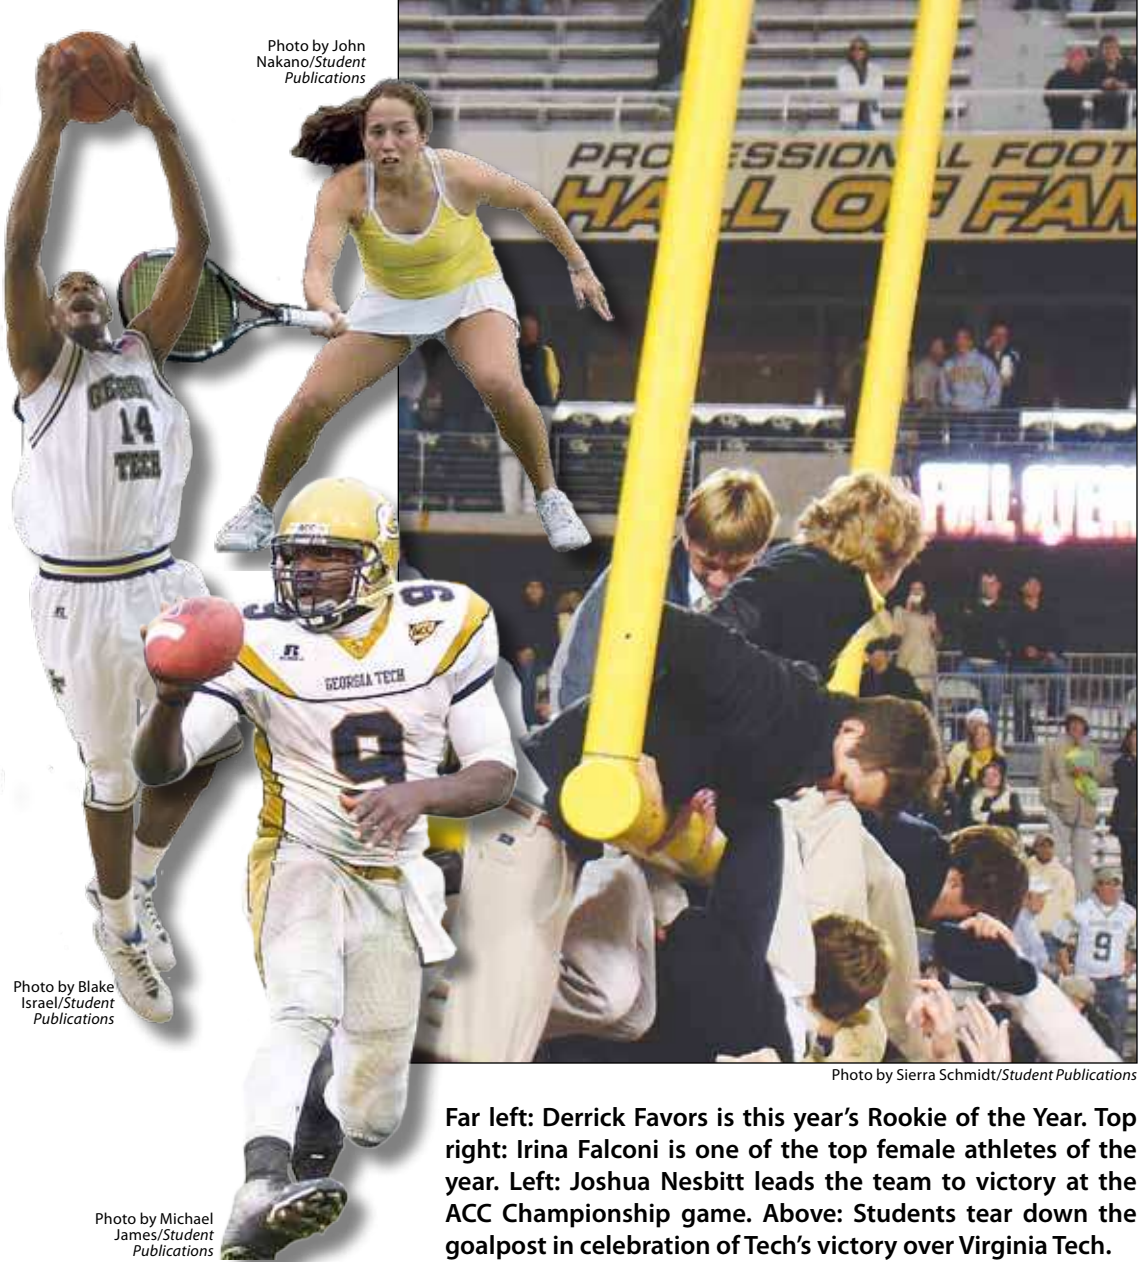 Photo by John
Nakano/Student
Publications
PRO ESSION L FOOT
HALL OF FAM
14
TECH
ACC
9
9
GEORGIA TECH
9
9
Photo by Blake
Israel/Student
Publications
Photo by Sierra Schmidt/Student Publications
Far left: Derrick Favors is this year's Rookie of the Year. Top
right: Irina Falconi is one of the top female athletes of the
year. Left: Joshua Nesbitt leads the team to victory at the
ACC Championship game. Above: Students tear down the
goalpost in celebration of Tech's victory over Virginia Tech.
Photo by Michael
James/Student
Publications